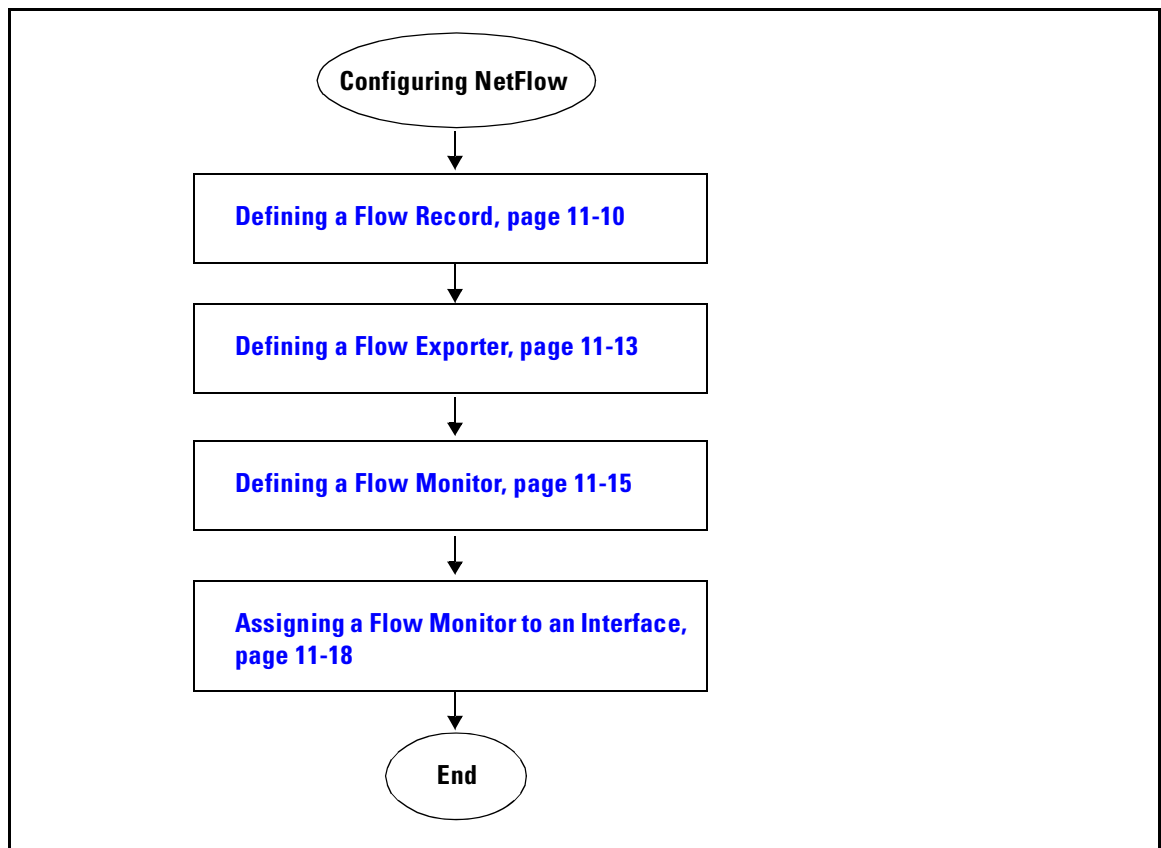 Configuring NetFlow
Defining a Flow Record, page 11-10
Defining a Flow Exporter, page 11-13
Defining a Flow Monitor, page 11-15
Assigning a Flow Monitor to an Interface,
page 11-18
End